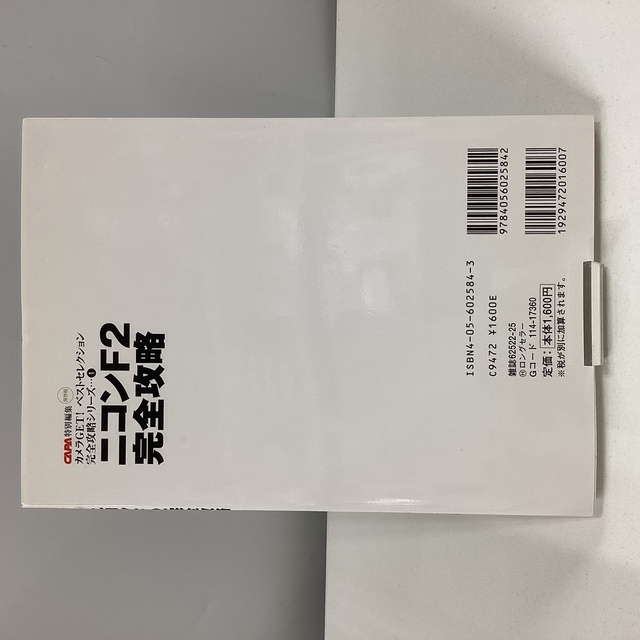 CAPA特別編集 保存版
カメラGET! ベストセレクション
完全攻略シリーズ…1
ニコンF2
完全攻略
9784056025842
1929472016007
ISBN4-05-602584-3
C9472 ¥1600E
雑誌62522-25
Ⓗロングセラー
Gコード 114-17360
定価：本体1,600円
※税が別に加算されます。